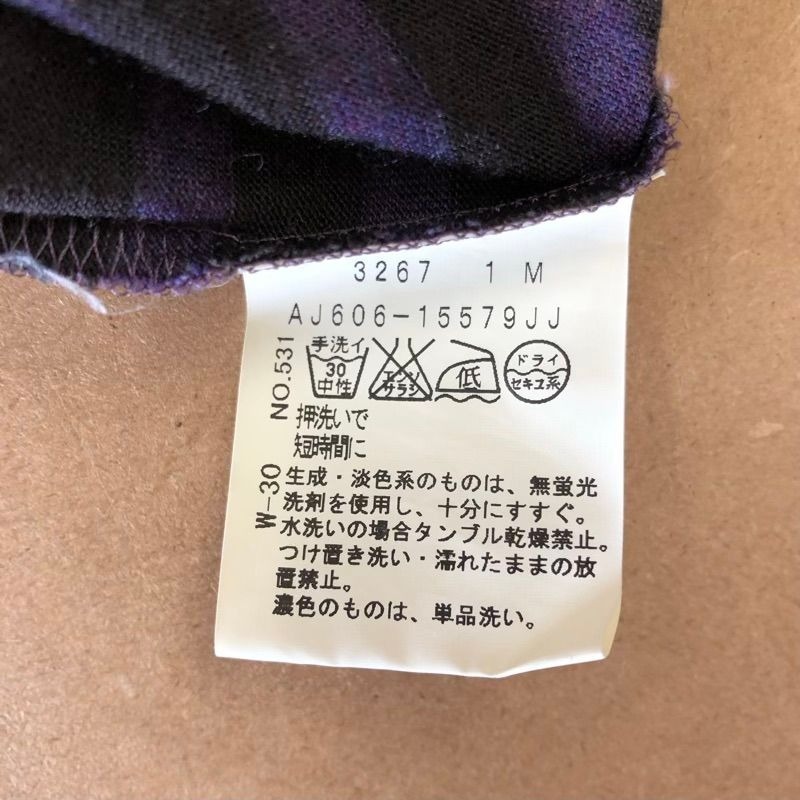 3267 1 M
AJ606-15579JJ
NO.531
手洗イ
30
中性
エンソ
サラシ
低
ドライ
セキユ系
押洗いで
短時間に
W-30
生成・淡色系のものは、無蛍光
洗剤を使用し、十分にすすぐ。
水洗いの場合タンブル乾燥禁止。
つけ置き洗い・濡れたままの放
置禁止。
濃色のものは、単品洗い。